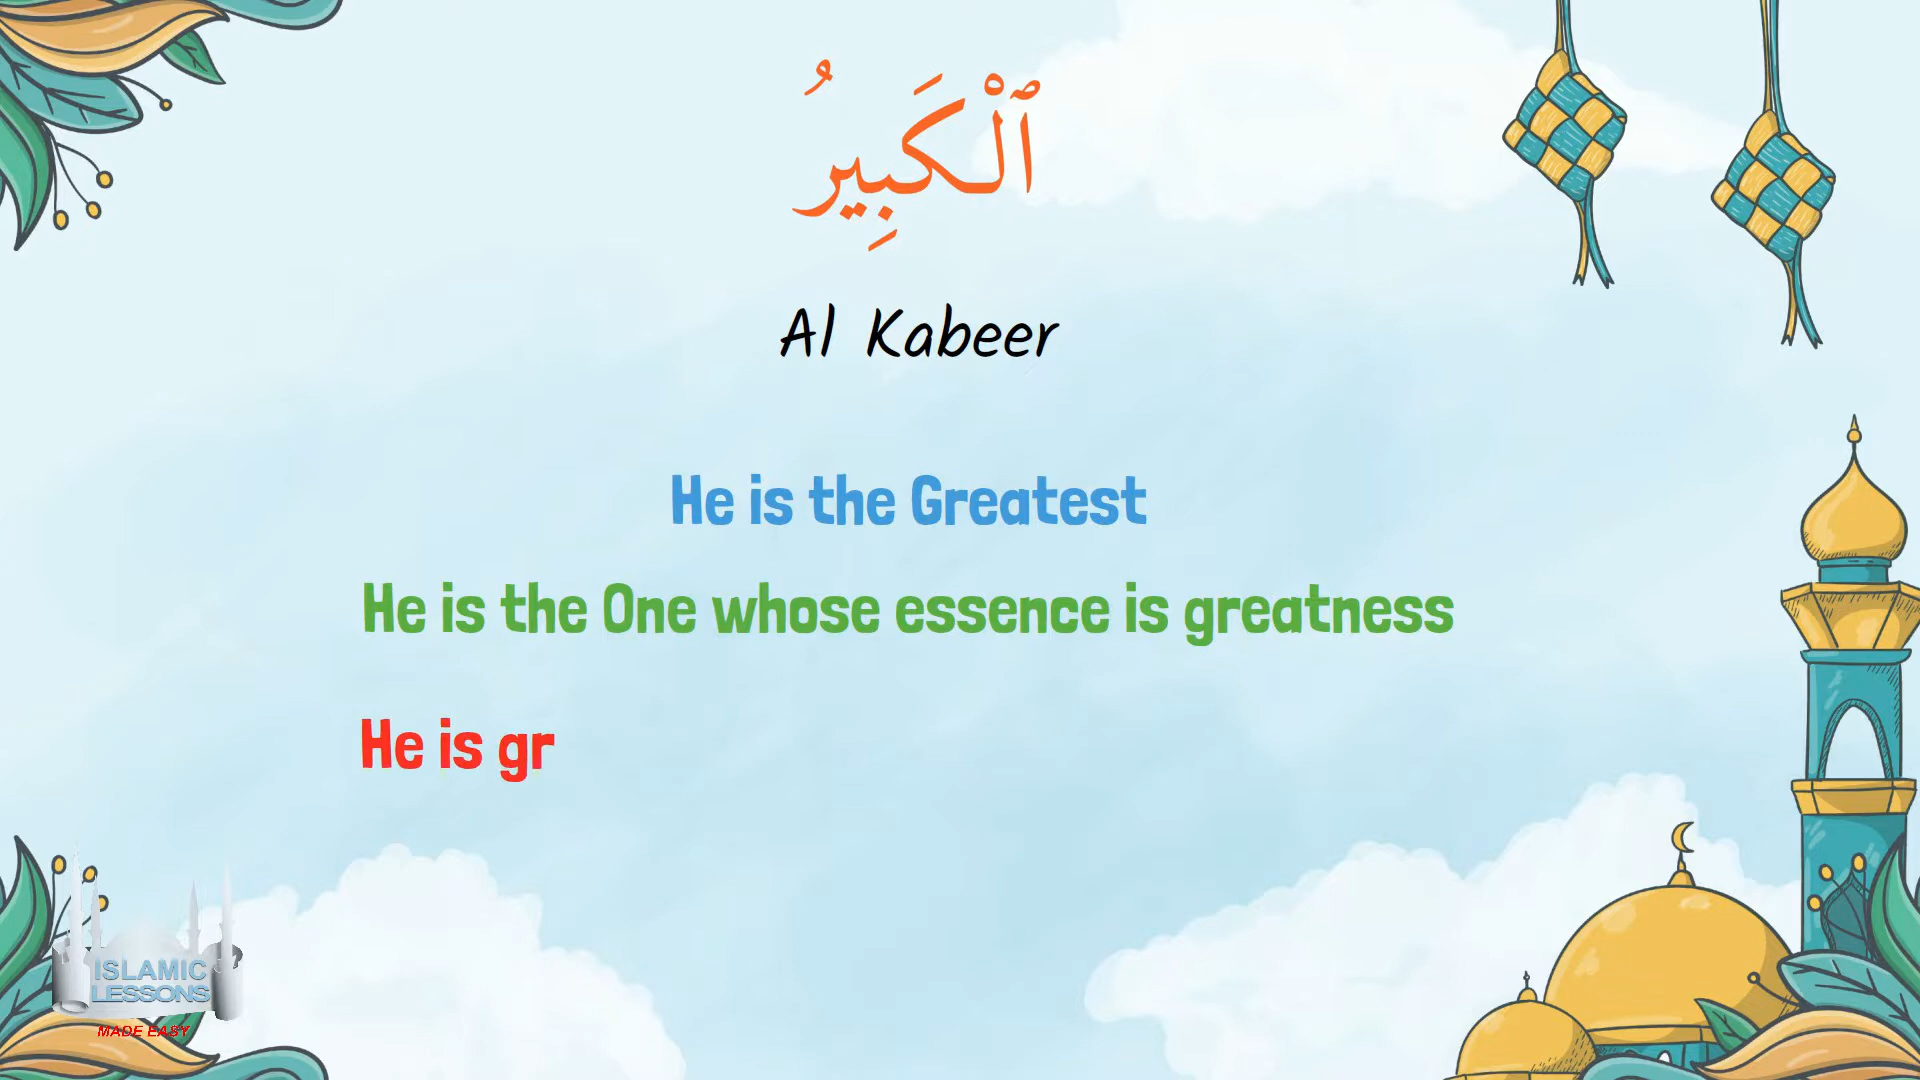 ٱلْكَبِيرُ
Al Kabeer
He is the Greatest
He is the One whose essence is greatness
He is gr
ISLAMIC
LESSONS
MADE EASY